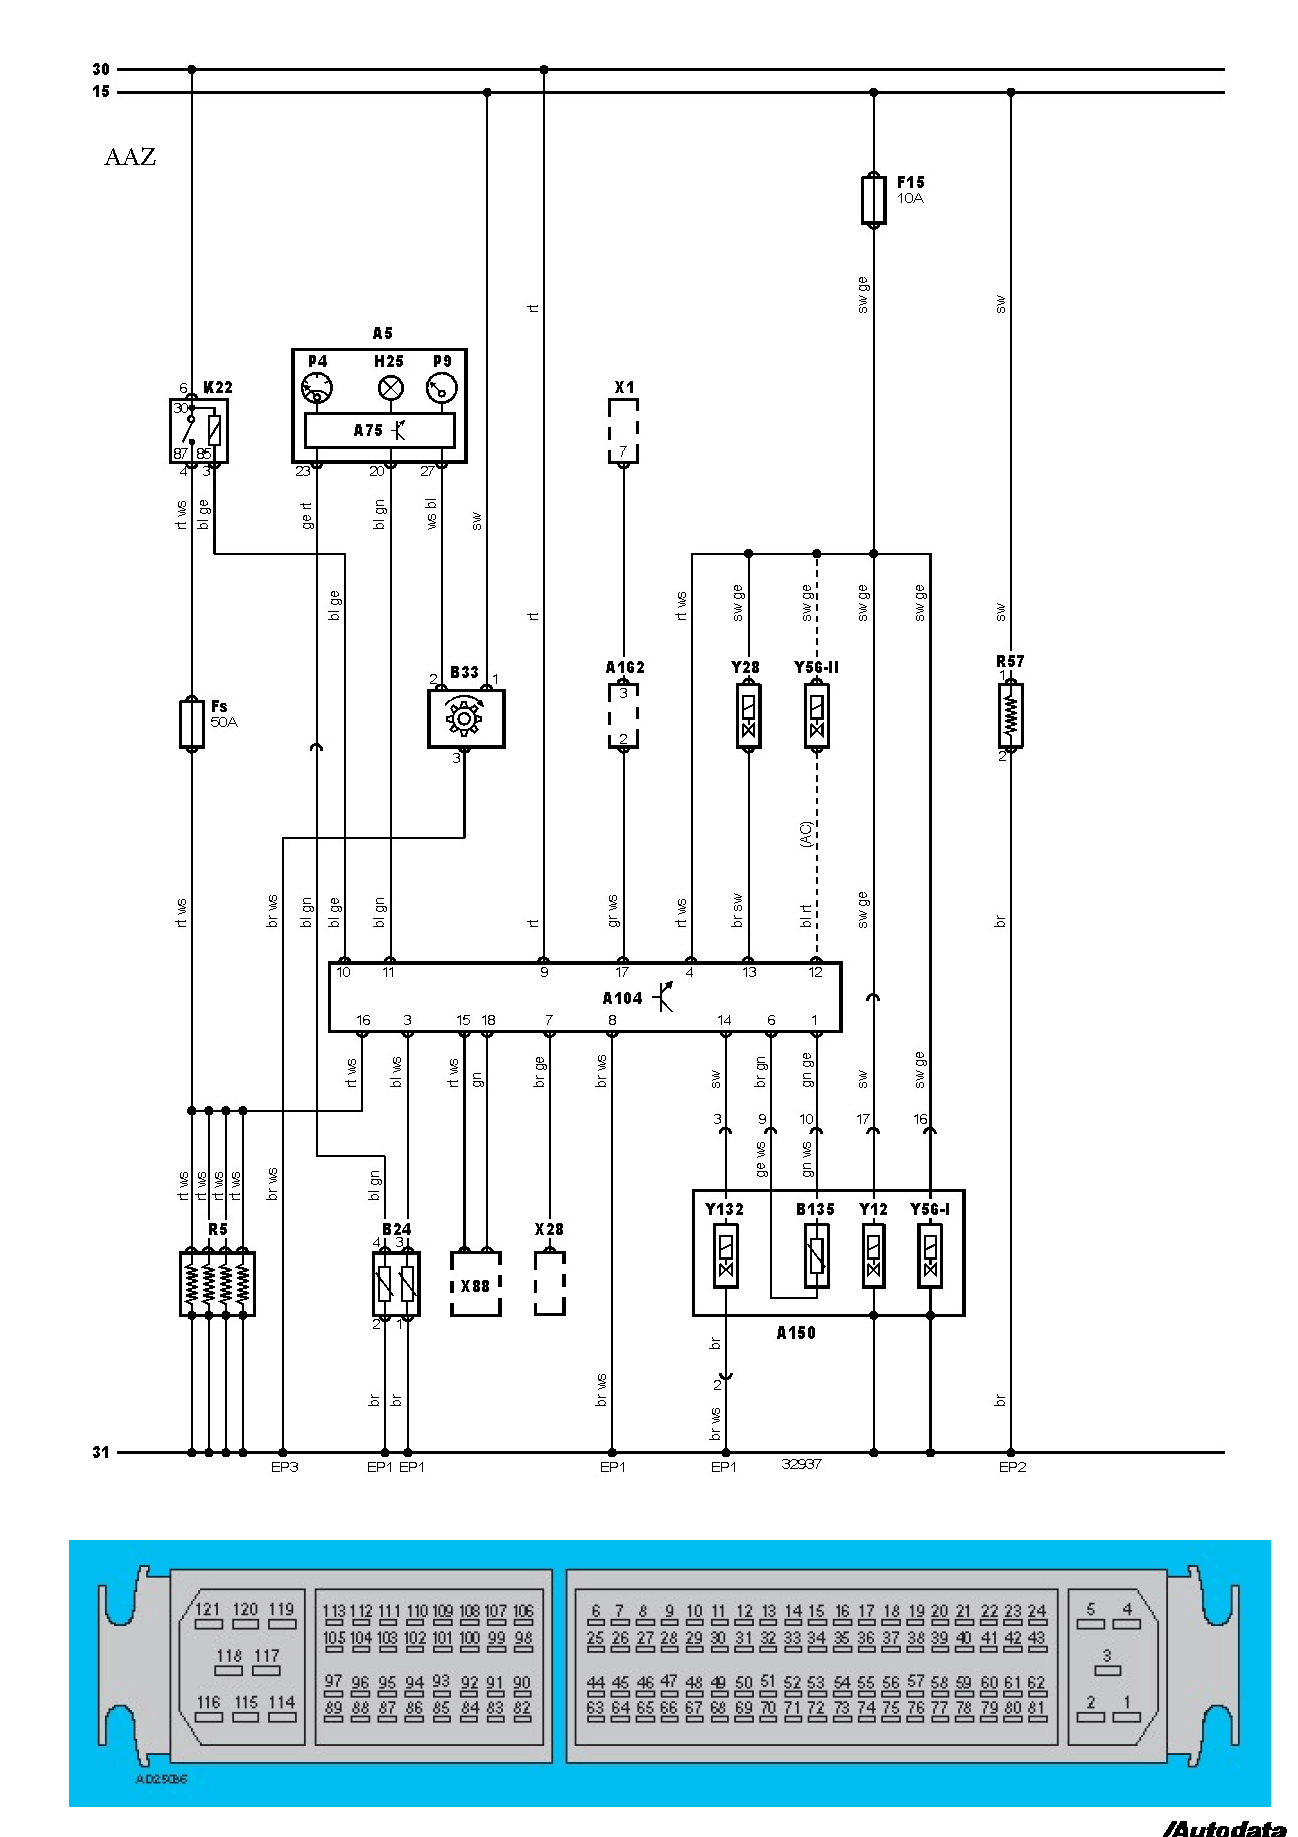 30
15
AAZ
F15
10A
sw ge
sw
rt
A5
P4 H25 P9
A75
23 20 27
6 K22
30
87 85
4 3
X1
7
rt ws
bl ge
ge rt
bl gn
ws bl
sw
bl ge
rt
rt ws
sw ge
sw ge
sw ge
sw ge
sw
Fs
50A
2 B33 1
3
A162
3
2
Y28
Y56-II
R57
1
2
(AC)
rt ws
br ws
bl gn
bl ge
bl gn
rt
gr ws
rt ws
br sw
bl rt
sw ge
br
10 11 9 17 4 13 12
A104
16 3 15 18 7 8 14 6 1
rt ws
bl ws
rt ws
gn
br ge
br ws
sw
br gn
gn ge
sw
sw ge
3 9 10 17 16
rt ws
rt ws
rt ws
rt ws
br ws
bl gn
ge ws
gn ws
R5
B24
4 3
2 1
X88
X28
Y132 B135 Y12 Y56-I
A150
br
2
br
br
br ws
br ws
br
31
EP3 EP1 EP1 EP1 EP1 32937 EP2
121 120 119 113 112 111 110 109 108 107 106 6 7 8 9 10 11 12 13 14 15 16 17 18 19 20 21 22 23 24 5 4
105 104 103 102 101 100 99 98 25 26 27 28 29 30 31 32 33 34 35 36 37 38 39 40 41 42 43
118 117 3
97 96 95 94 93 92 91 90 44 45 46 47 48 49 50 51 52 53 54 55 56 57 58 59 60 61 62
116 115 114 89 88 87 86 85 84 83 82 63 64 65 66 67 68 69 70 71 72 73 74 75 76 77 78 79 80 81 2 1
AD25086
/Autodata